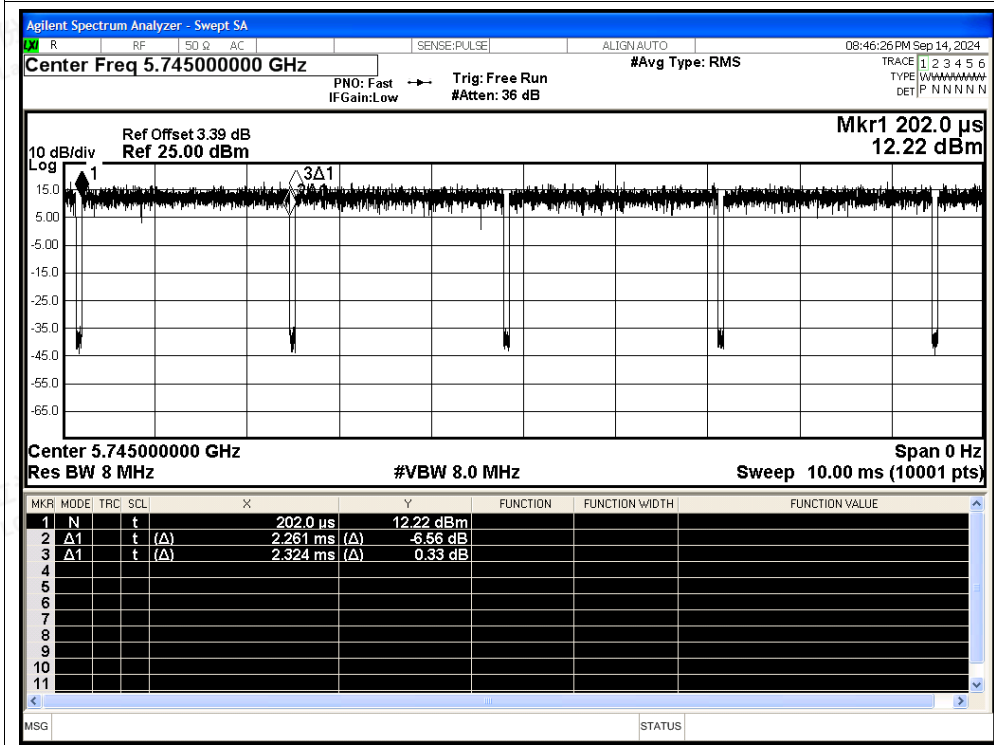 Agilent Spectrum Analyzer - Swept SA
LXI R RF 50 Ω AC SENSE:PULSE ALIGN AUTO 08:46:26 PM Sep 14, 2024
Center Freq 5.745000000 GHz #Avg Type: RMS TRACE 1 2 3 4 5 6
PNO: Fast Trig: Free Run TYPE W
IFGain:Low #Atten: 36 dB DET P N N N N N
Mkr1 202.0 µs
Ref Offset 3.39 dB
10 dB/div Ref 25.00 dBm 12.22 dBm
Log
1 3Δ1
15.0
5.00
-5.00
-15.0
-25.0
-35.0
-45.0
-55.0
-65.0
Center 5.745000000 GHz Span 0 Hz
Res BW 8 MHz #VBW 8.0 MHz Sweep 10.00 ms (10001 pts)
MKR MODE TRC SCL X Y FUNCTION FUNCTION WIDTH FUNCTION VALUE
1 N t 202.0 µs 12.22 dBm
2 Δ1 t (Δ) 2.261 ms (Δ) -6.56 dB
3 Δ1 t (Δ) 2.324 ms (Δ) 0.33 dB
4
5
6
7
8
9
10
11
MSG STATUS